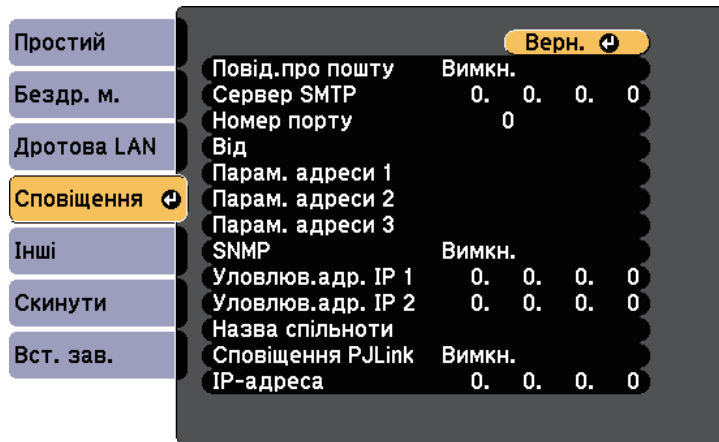 Простий
Бездр. м.
Дротова LAN
Сповіщення
Інші
Скинути
Вст. зав.
Верн.
Повід.про пошту Вимкн.
Сервер SMTP 0. 0. 0. 0
Номер порту 0
Від
Парам. адреси 1
Парам. адреси 2
Парам. адреси 3
SNMP Вимкн.
Уловлюв.адр. IP 1 0. 0. 0. 0
Уловлюв.адр. IP 2 0. 0. 0. 0
Назва спільноти
Сповіщення PJLink Вимкн.
IP-адреса 0. 0. 0. 0